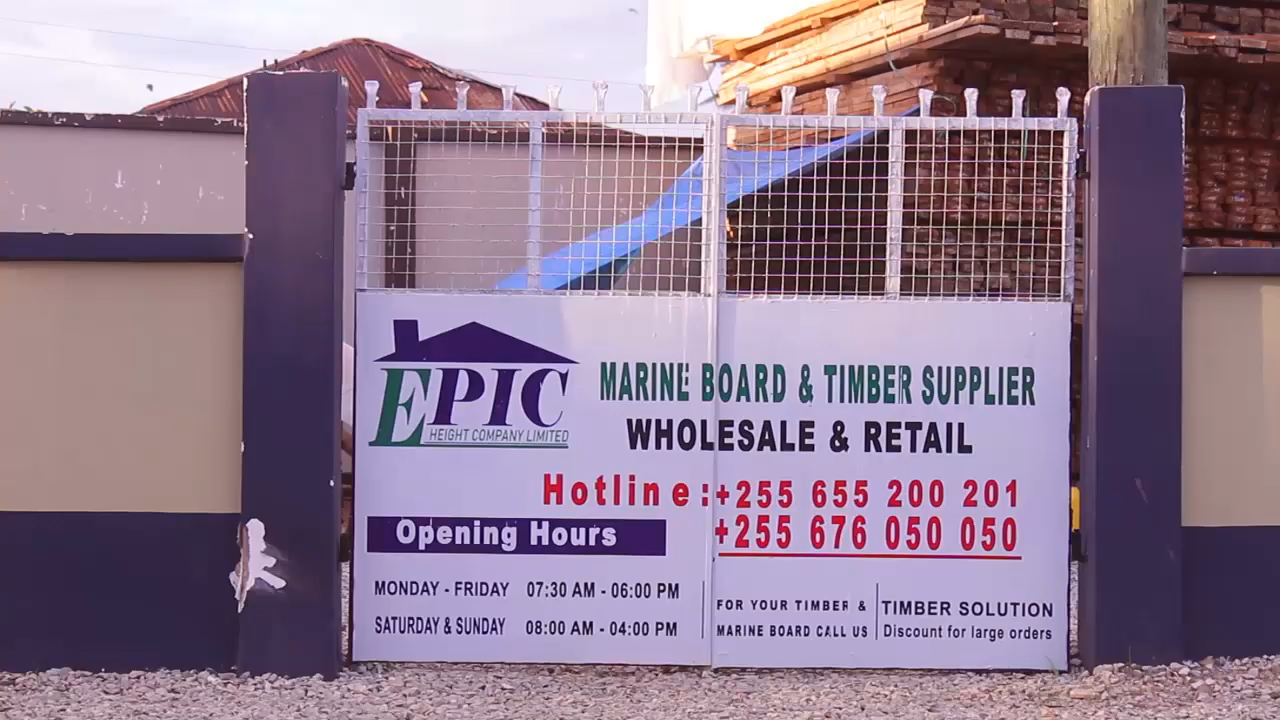 EPIC
HEIGHT COMPANY LIMITED
MARINE BOARD & TIMBER SUPPLIER
WHOLESALE & RETAIL
Hotline:+255 655 200 201
+255 676 050 050
Opening Hours
MONDAY - FRIDAY 07:30 AM - 06:00 PM
SATURDAY & SUNDAY 08:00 AM - 04:00 PM
FOR YOUR TIMBER &
MARINE BOARD CALL US
TIMBER SOLUTION
Discount for large orders